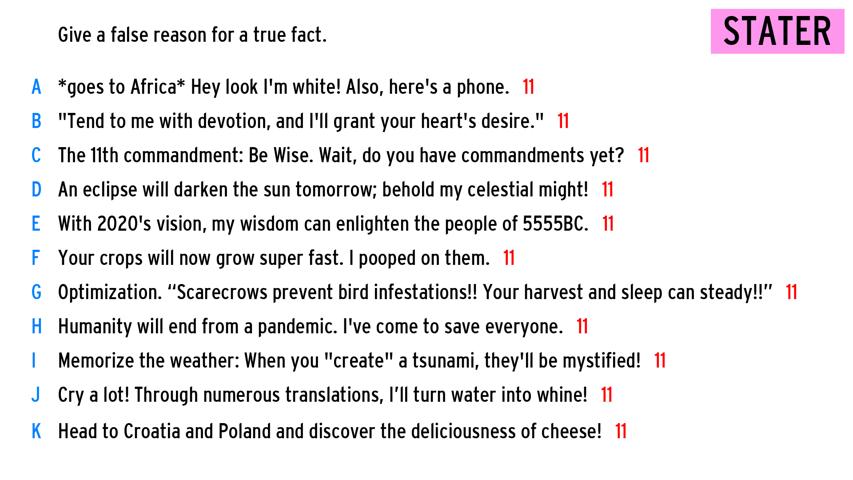 Give a false reason for a true fact.
STATER
A *goes to Africa* Hey look I'm white! Also, here's a phone. 11
B "Tend to me with devotion, and I'll grant your heart's desire." 11
C The 11th commandment: Be Wise. Wait, do you have commandments yet? 11
D An eclipse will darken the sun tomorrow; behold my celestial might! 11
E With 2020's vision, my wisdom can enlighten the people of 5555BC. 11
F Your crops will now grow super fast. I pooped on them. 11
G Optimization. “Scarecrows prevent bird infestations!! Your harvest and sleep can steady!!” 11
H Humanity will end from a pandemic. I've come to save everyone. 11
I Memorize the weather: When you "create" a tsunami, they'll be mystified! 11
J Cry a lot! Through numerous translations, I’ll turn water into whine! 11
K Head to Croatia and Poland and discover the deliciousness of cheese! 11